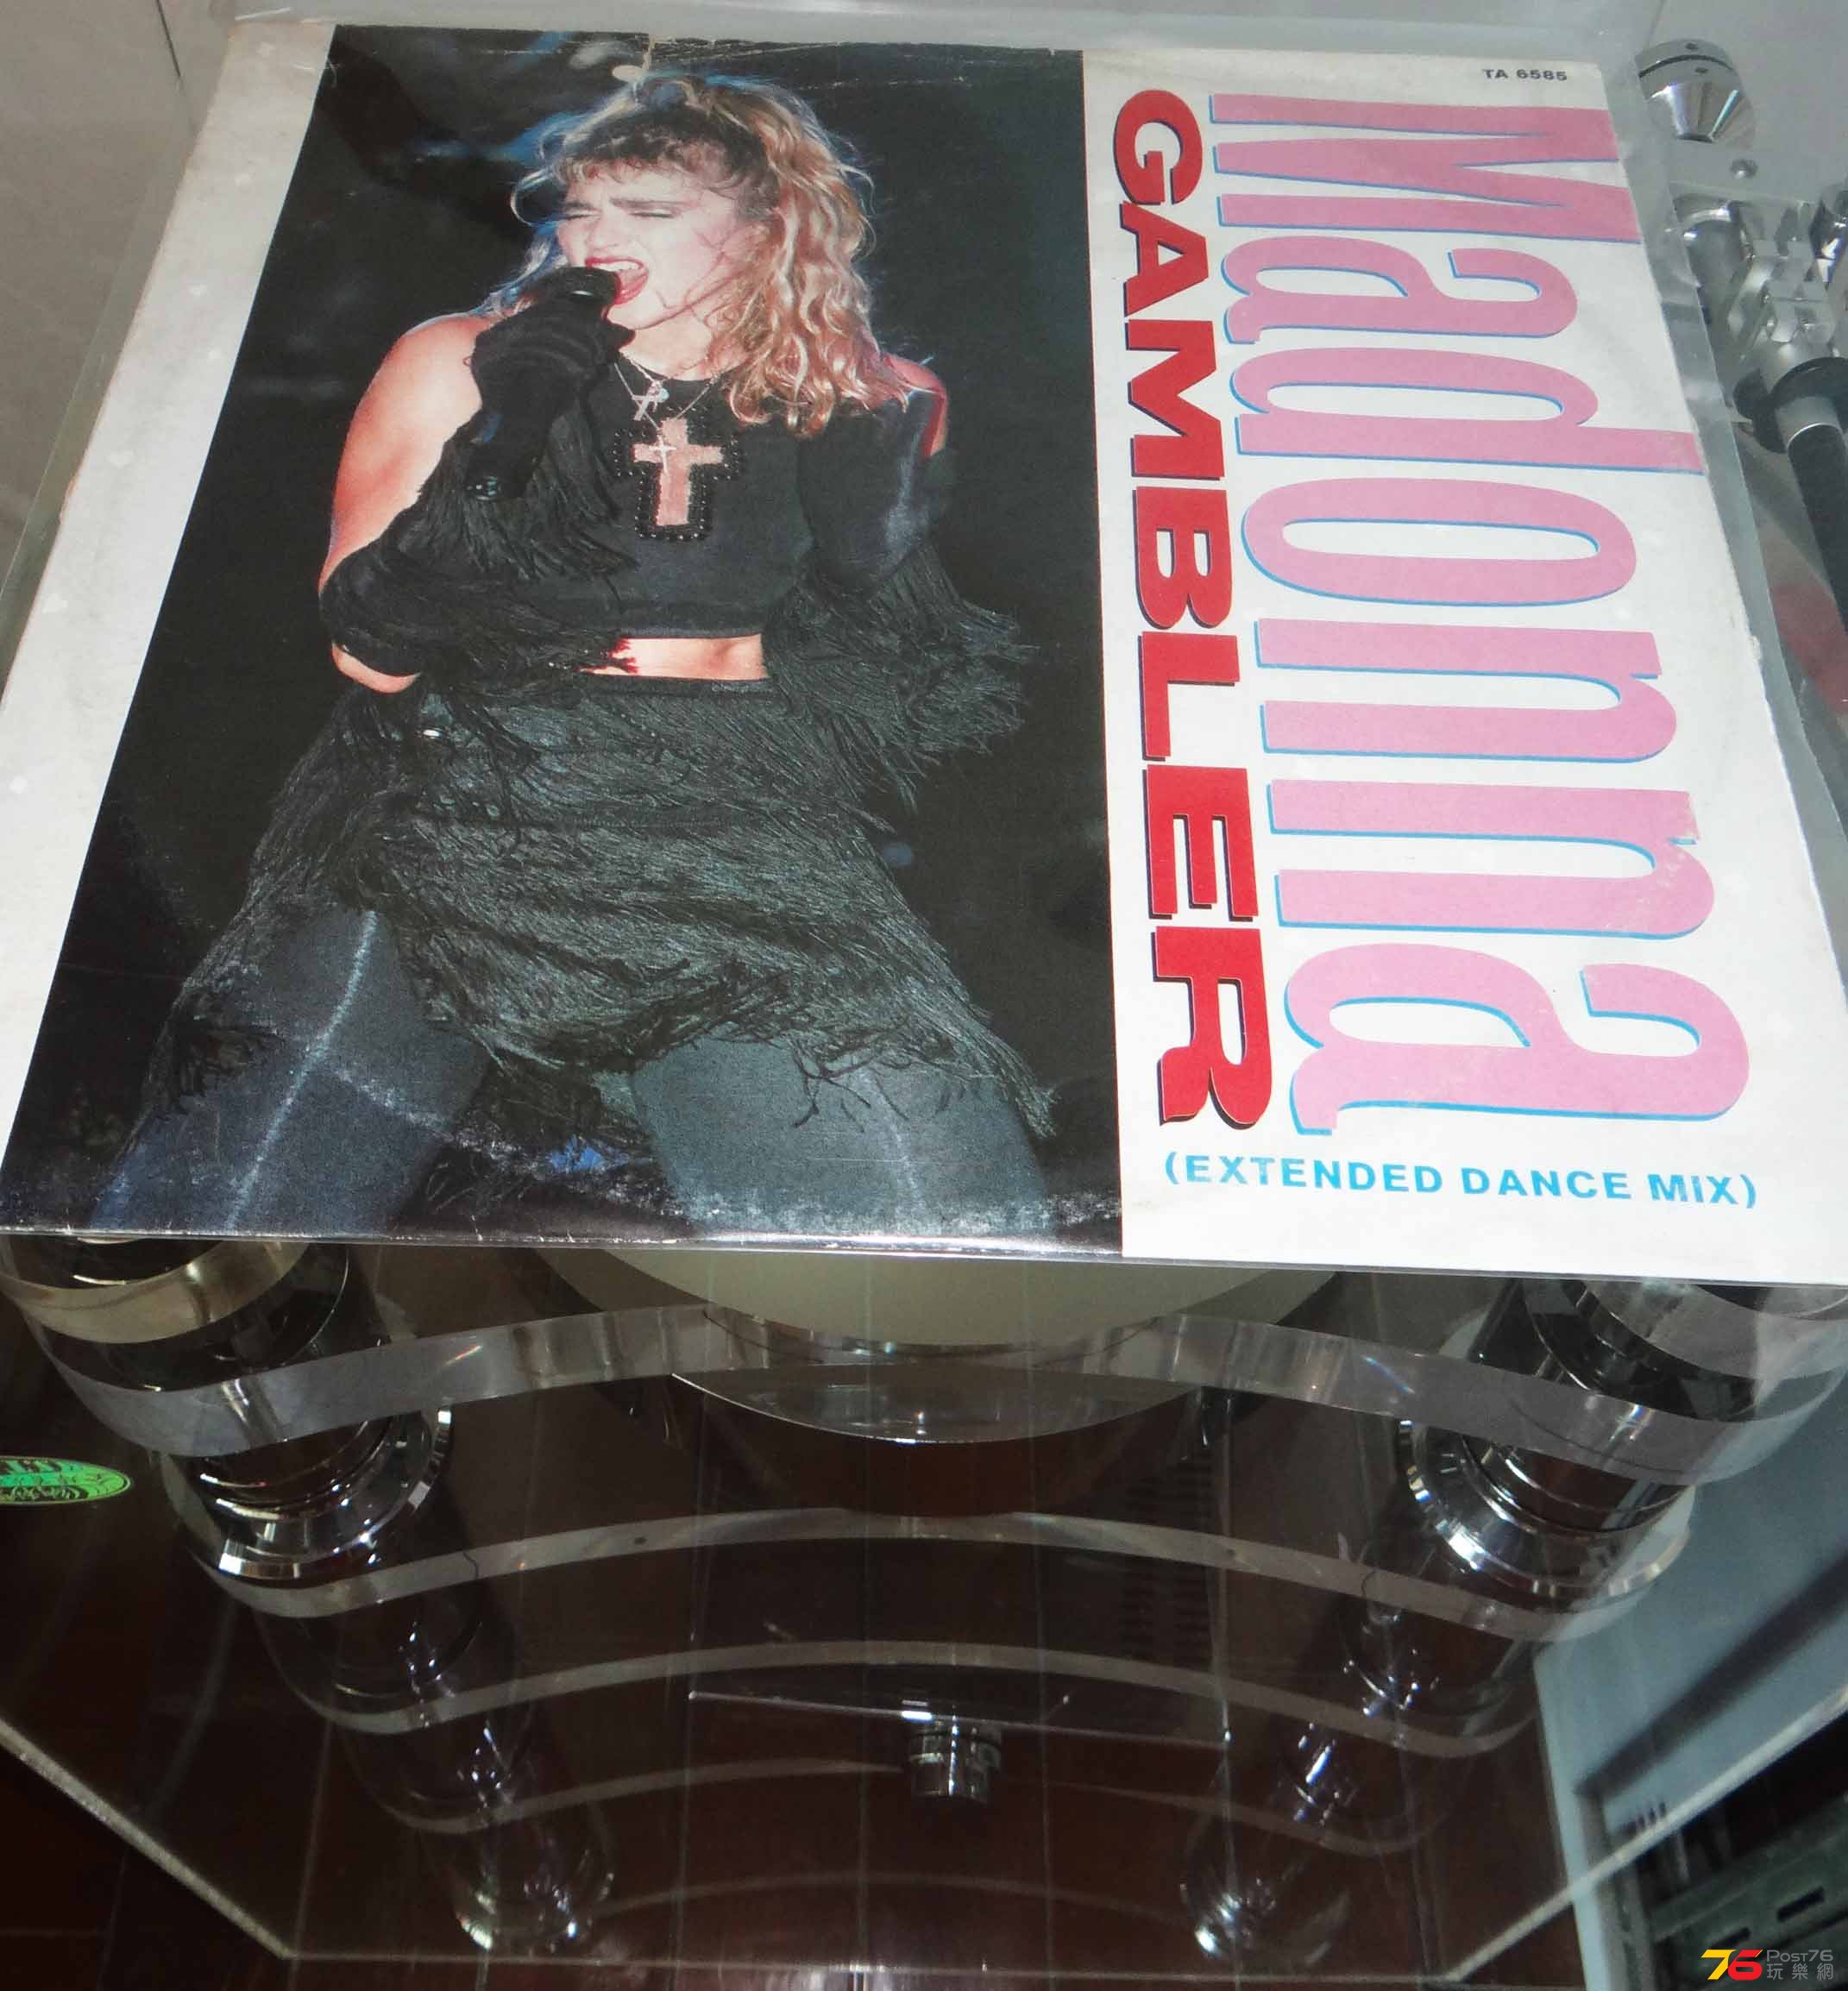 TA 6585
Madonna
GAMBLER
(EXTENDED DANCE MIX)
76 Post76
玩樂網